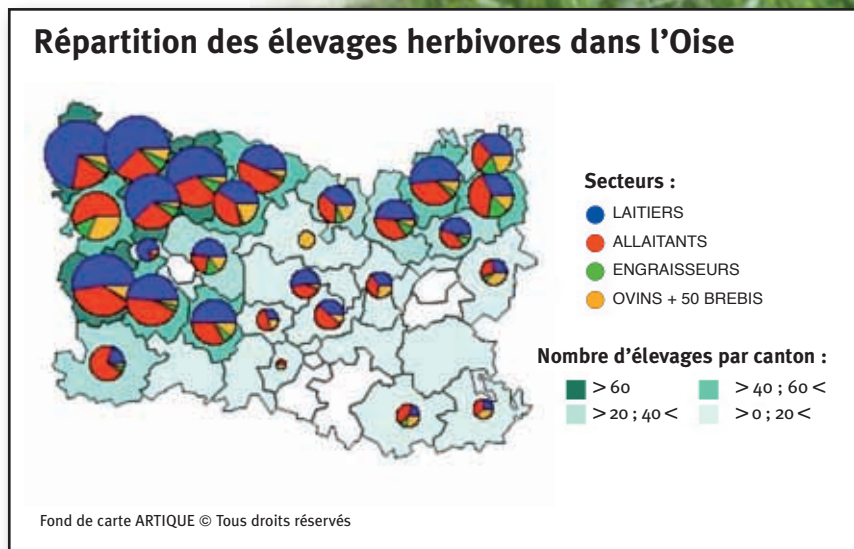 Répartition des élevages herbivores dans l'Oise
Secteurs :
LAITIERS
ALLAITANTS
ENGRAISSEURS
OVINS + 50 BREBIS
Nombre d'élevages par canton :
> 60
> 40 ; 60 <
> 20 ; 40 <
> 0 ; 20 <
Fond de carte ARTIQUE © Tous droits réservés